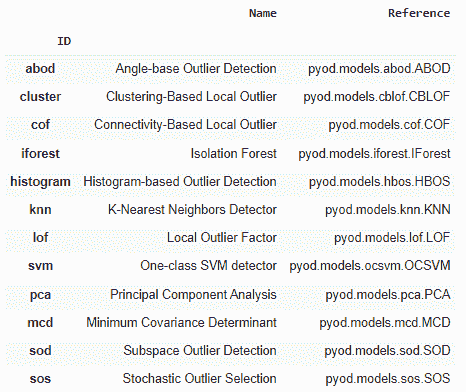 Name Reference
ID
abod Angle-base Outlier Detection pyod.models.abod.ABOD
cluster Clustering-Based Local Outlier pyod.models.cblof.CBLOF
cof Connectivity-Based Local Outlier pyod.models.cof.COF
iforest Isolation Forest pyod.models.iforest.IForest
histogram Histogram-based Outlier Detection pyod.models.hbos.HBOS
knn K-Nearest Neighbors Detector pyod.models.knn.KNN
lof Local Outlier Factor pyod.models.lof.LOF
svm One-class SVM detector pyod.models.ocsvm.OCSVM
pca Principal Component Analysis pyod.models.pca.PCA
mcd Minimum Covariance Determinant pyod.models.mcd.MCD
sod Subspace Outlier Detection pyod.models.sod.SOD
sos Stochastic Outlier Selection pyod.models.sos.SOS